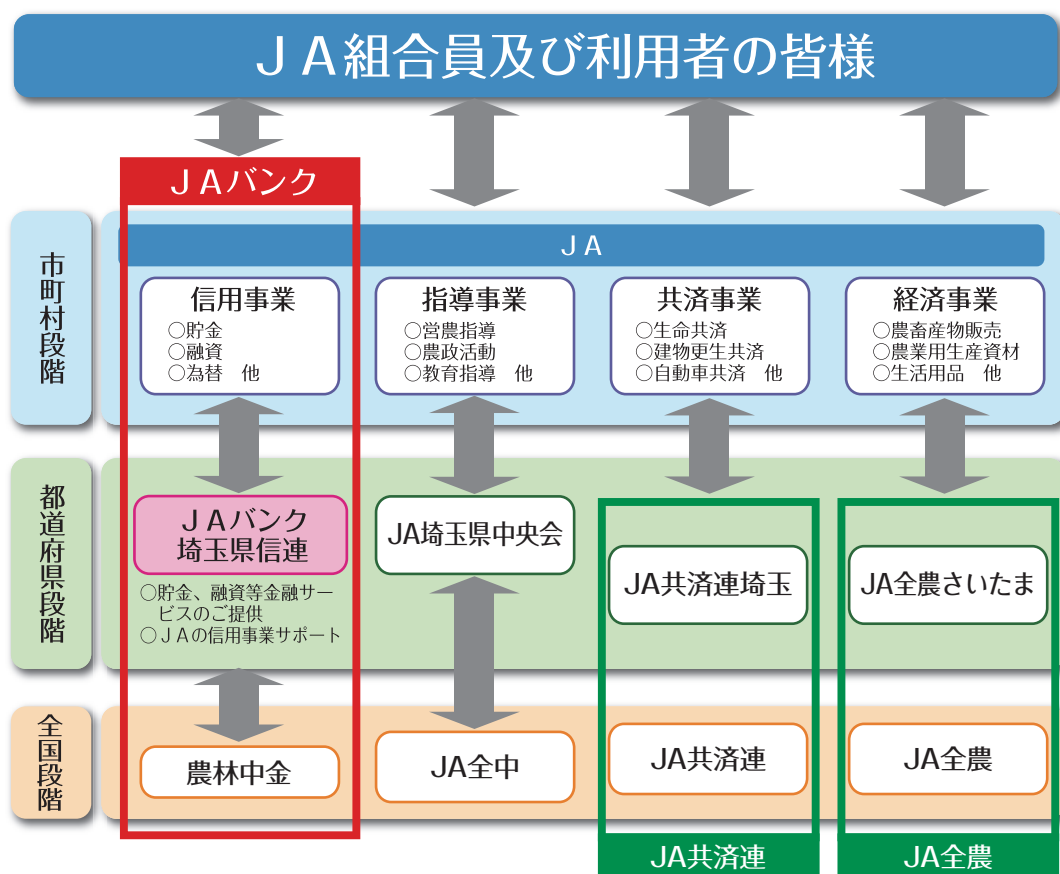 ＪＡ組合員及び利用者の皆様
ＪＡバンク
市町村段階
ＪＡ
信用事業
○貯金
○融資
○為替　他
指導事業
○営農指導
○農政活動
○教育指導　他
共済事業
○生命共済
○建物更生共済
○自動車共済　他
経済事業
○農畜産物販売
○農業用生産資材
○生活用品　他
都道府県段階
ＪＡバンク
埼玉県信連
○貯金、融資等金融サー
ビスのご提供
○ＪＡの信用事業サポート
JA埼玉県中央会
JA共済連埼玉
JA全農さいたま
全国段階
農林中金
JA全中
JA共済連
JA全農
JA共済連
JA全農